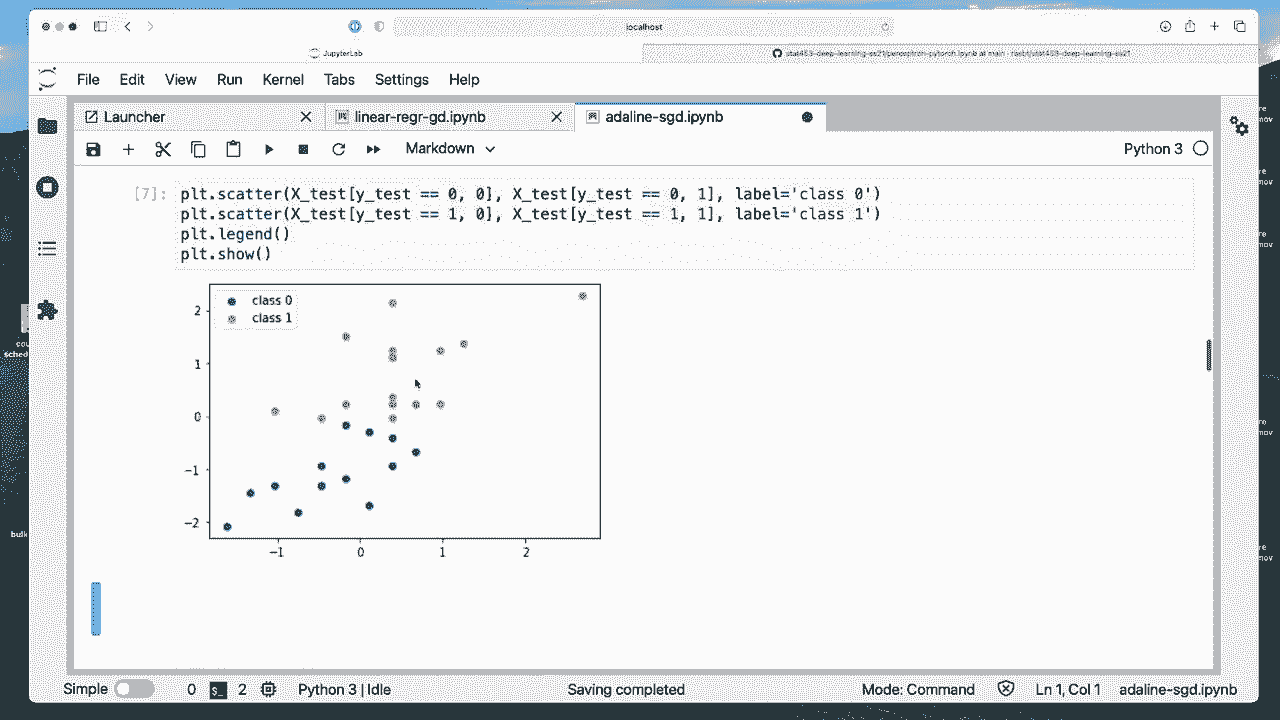 localhost
JupyterLab
stat453-deep-learning-ss21/perceptron-pytorch.ipynb at main · rasbt/stat453-deep-learning-ss21
File Edit View Run Kernel Tabs Settings Help
Launcher linear-regr-gd.ipynb adaline-sgd.ipynb
Markdown Python 3
[7]: plt.scatter(X_test[y_test == 0, 0], X_test[y_test == 0, 1], label='class 0')
plt.scatter(X_test[y_test == 1, 0], X_test[y_test == 1, 1], label='class 1')
plt.legend()
plt.show()
class 0
class 1
2
1
0
−1
−2
−1 0 1 2
Simple 0 2 Python 3 | Idle Saving completed Mode: Command Ln 1, Col 1 adaline-sgd.ipynb